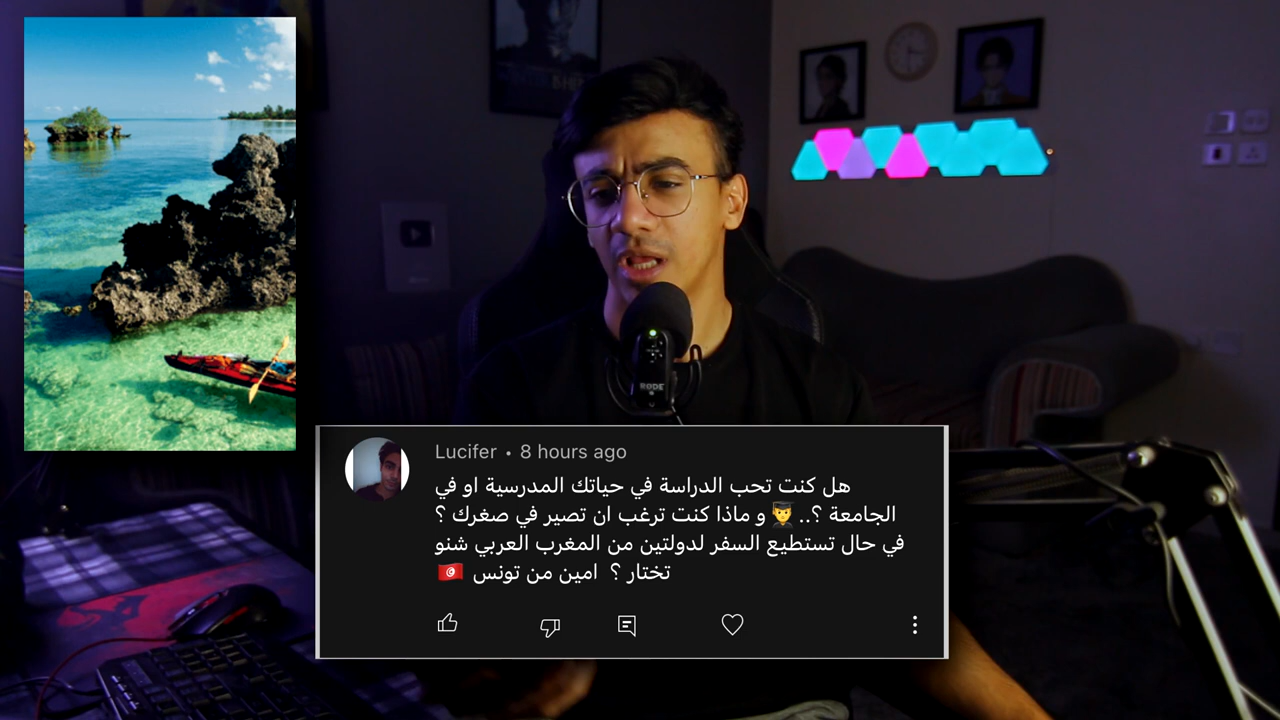 Lucifer • 8 hours ago
هل كنت تحب الدراسة في حياتك المدرسية او في
الجامعة ؟.. 👨‍🎓 و ماذا كنت ترغب ان تصير في صغرك ؟
في حال تستطيع السفر لدولتين من المغرب العربي شنو
تختار ؟ امين من تونس 🇹🇳
RODE